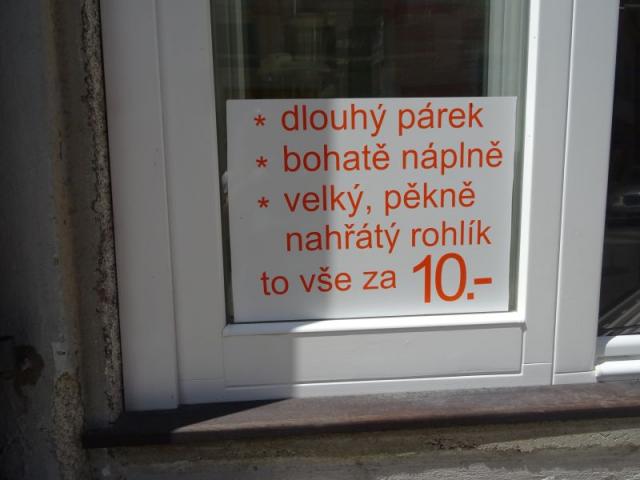 * dlouhý párek
* bohatě náplně
* velký, pěkně
nahřátý rohlík
to vše za 10.-